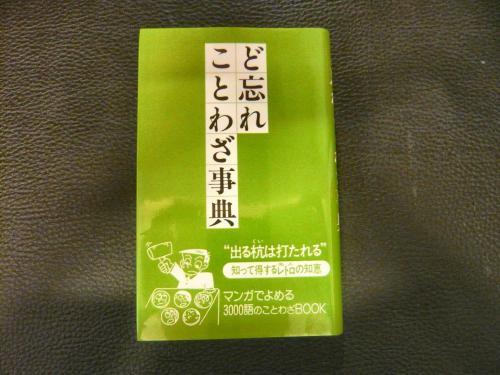 ど忘れ
ことわざ事典
“出る杭は打たれる”
くい
知って得するレトロの知恵
マンガでよめる
3000語のことわざBOOK